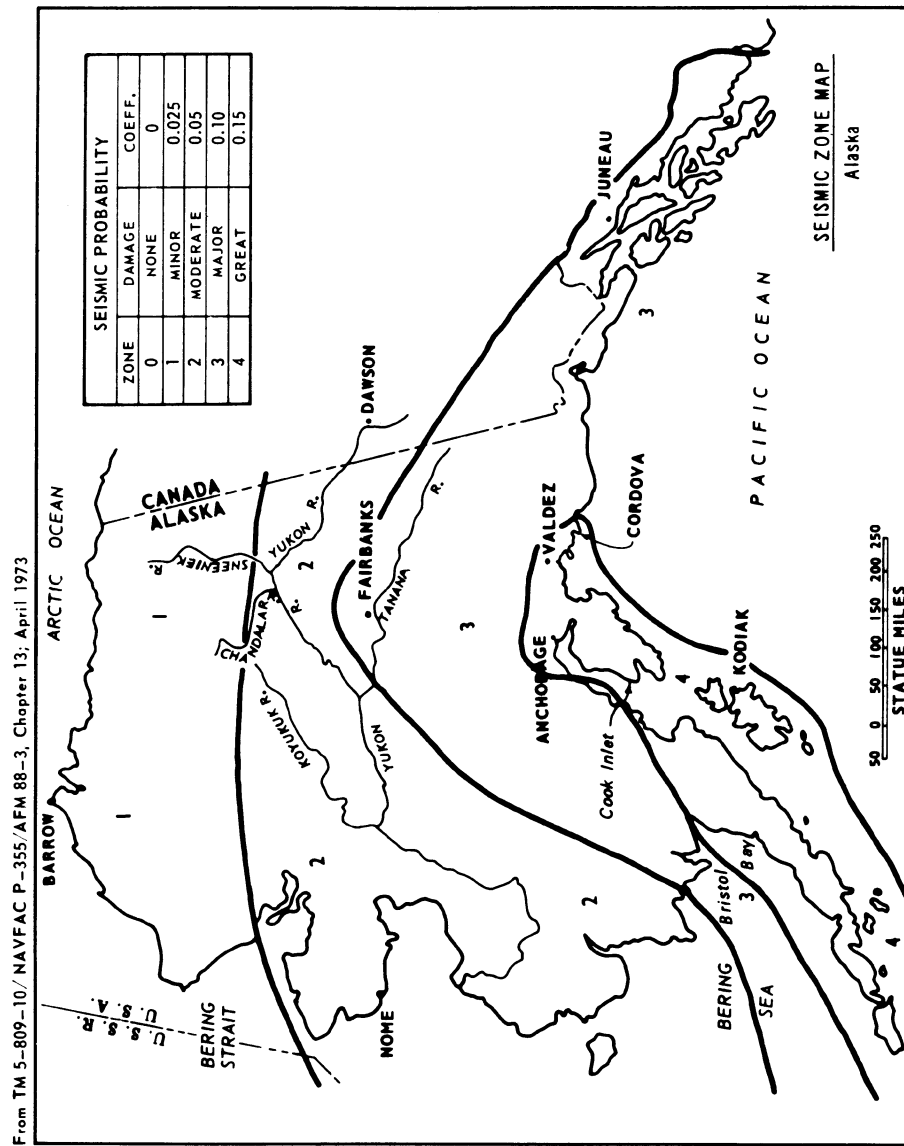 From TM 5-809-10/ NAVFAC P-355/AFM 88-3, Chapter 13; April 1973
ARCTIC OCEAN
BARROW
SEISMIC PROBABILITY
ZONE DAMAGE COEFF.
0 NONE 0
1 MINOR 0.025
2 MODERATE 0.05
3 MAJOR 0.10
4 GREAT 0.15
U. S. S. R.
U. S. A.
BERING
STRAIT
1
1
CANADA
ALASKA
SNEENIEK
R.
CHANDALAR
R.
KOYUKUK R.
YUKON R.
2
2
NOME
YUKON
FAIRBANKS
DAWSON
TANANA
R.
2
3
JUNEAU
ANCHORAGE
VALDEZ
CORDOVA
Cook Inlet
3
4
KODIAK
BERING
SEA
Bristol
Bay
3
4
PACIFIC OCEAN
50 0 50 100 150 200 250
STATUE MILES
SEISMIC ZONE MAP
Alaska